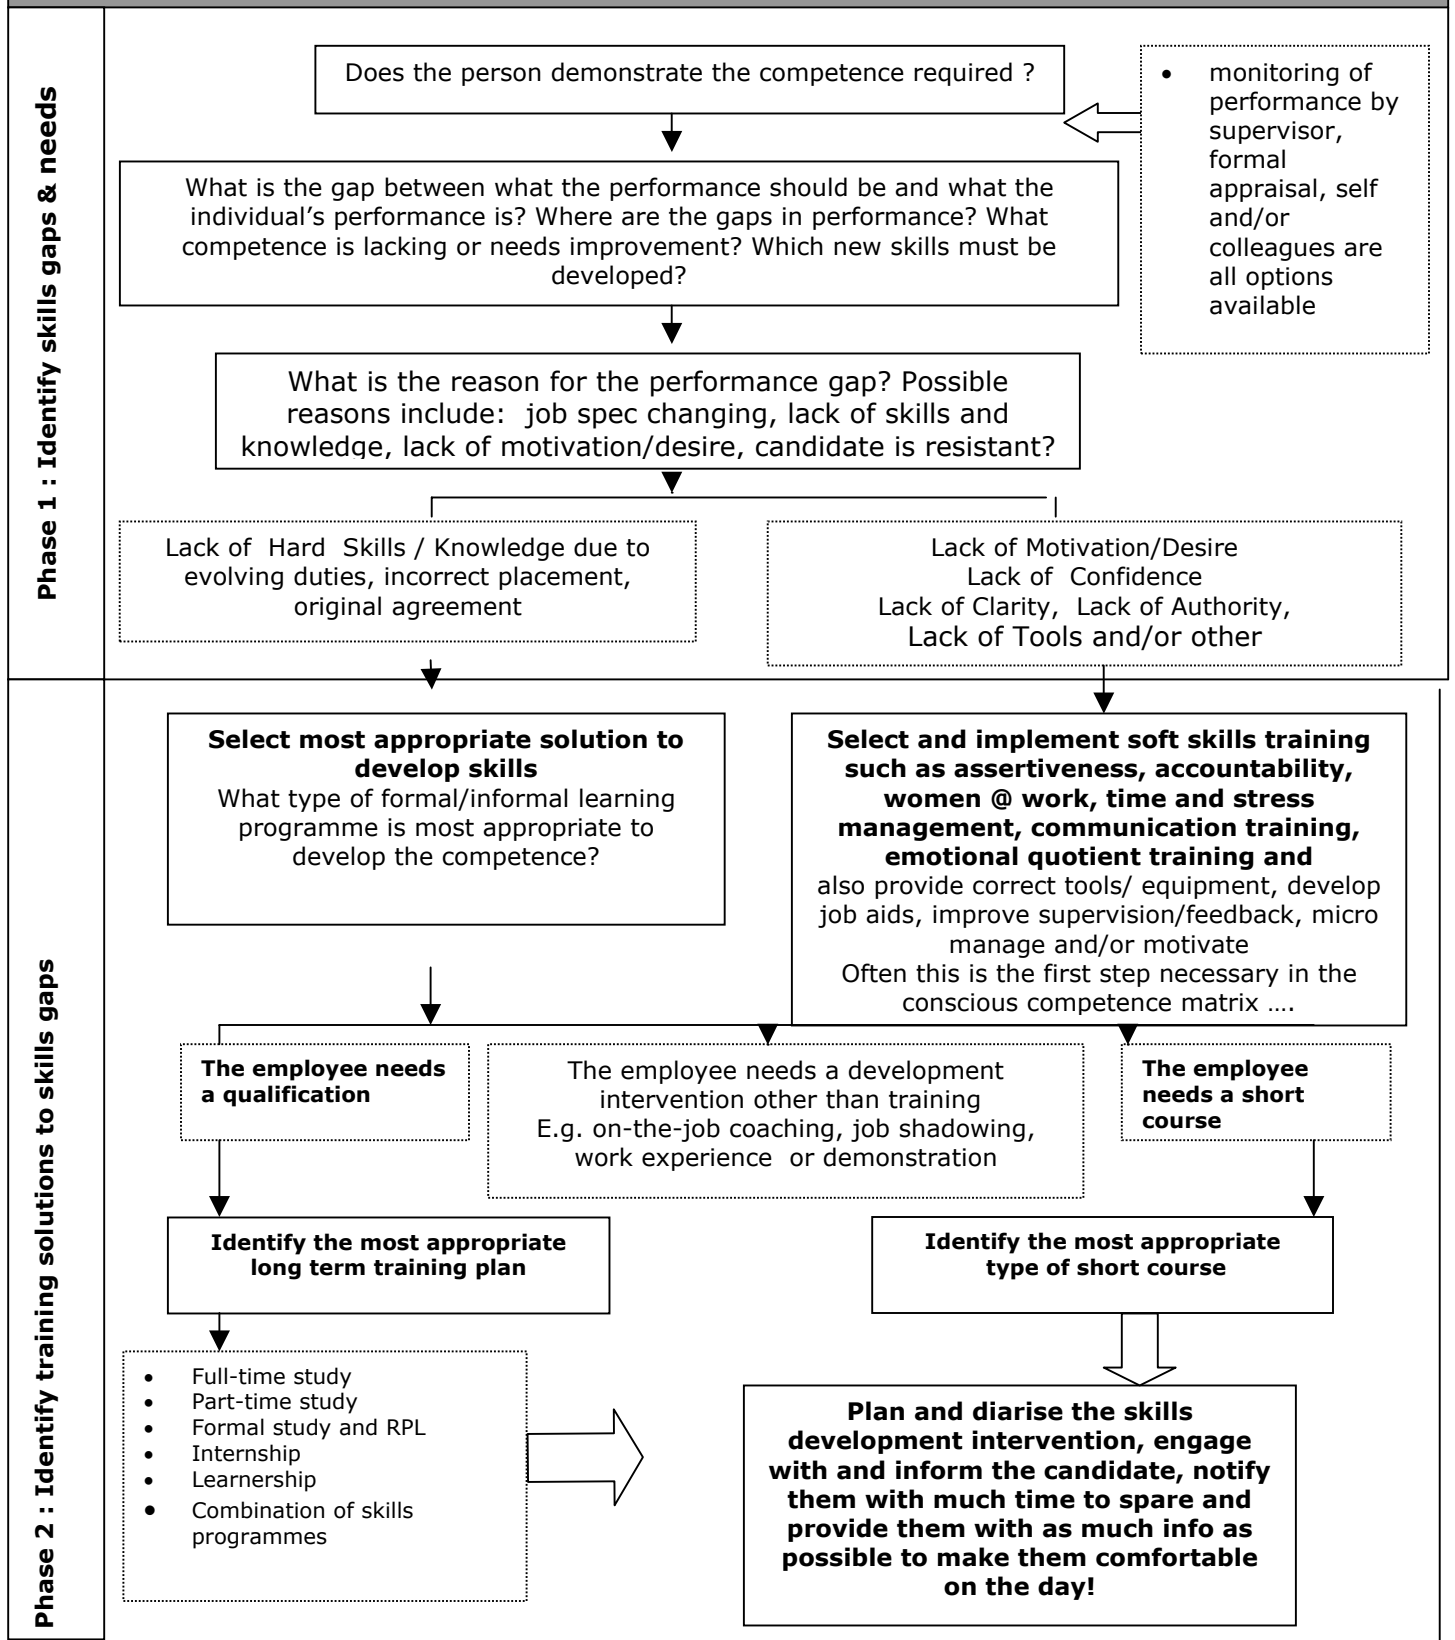 Phase 1 : Identify skills gaps & needs
Does the person demonstrate the competence required ?
• monitoring of
performance by
supervisor,
formal
appraisal, self
and/or
colleagues are
all options
available
What is the gap between what the performance should be and what the
individual’s performance is? Where are the gaps in performance? What
competence is lacking or needs improvement? Which new skills must be
developed?
What is the reason for the performance gap? Possible
reasons include:  job spec changing, lack of skills and
knowledge, lack of motivation/desire, candidate is resistant?
Lack of  Hard  Skills / Knowledge due to
evolving duties, incorrect placement,
original agreement
Lack of Motivation/Desire
Lack of  Confidence
Lack of Clarity,  Lack of Authority,
Lack of Tools and/or other
Phase 2 : Identify training solutions to skills gaps
Select most appropriate solution to
develop skills
What type of formal/informal learning
programme is most appropriate to
develop the competence?
Select and implement soft skills training
such as assertiveness, accountability,
women @ work, time and stress
management, communication training,
emotional quotient training and
also provide correct tools/ equipment, develop
job aids, improve supervision/feedback, micro
manage and/or motivate
Often this is the first step necessary in the
conscious competence matrix ….
The employee needs
a qualification
The employee needs a development
intervention other than training
E.g. on-the-job coaching, job shadowing,
work experience  or demonstration
The employee
needs a short
course
Identify the most appropriate
long term training plan
Identify the most appropriate
type of short course
• Full-time study
• Part-time study
• Formal study and RPL
• Internship
• Learnership
• Combination of skills
programmes
Plan and diarise the skills
development intervention, engage
with and inform the candidate, notify
them with much time to spare and
provide them with as much info as
possible to make them comfortable
on the day!